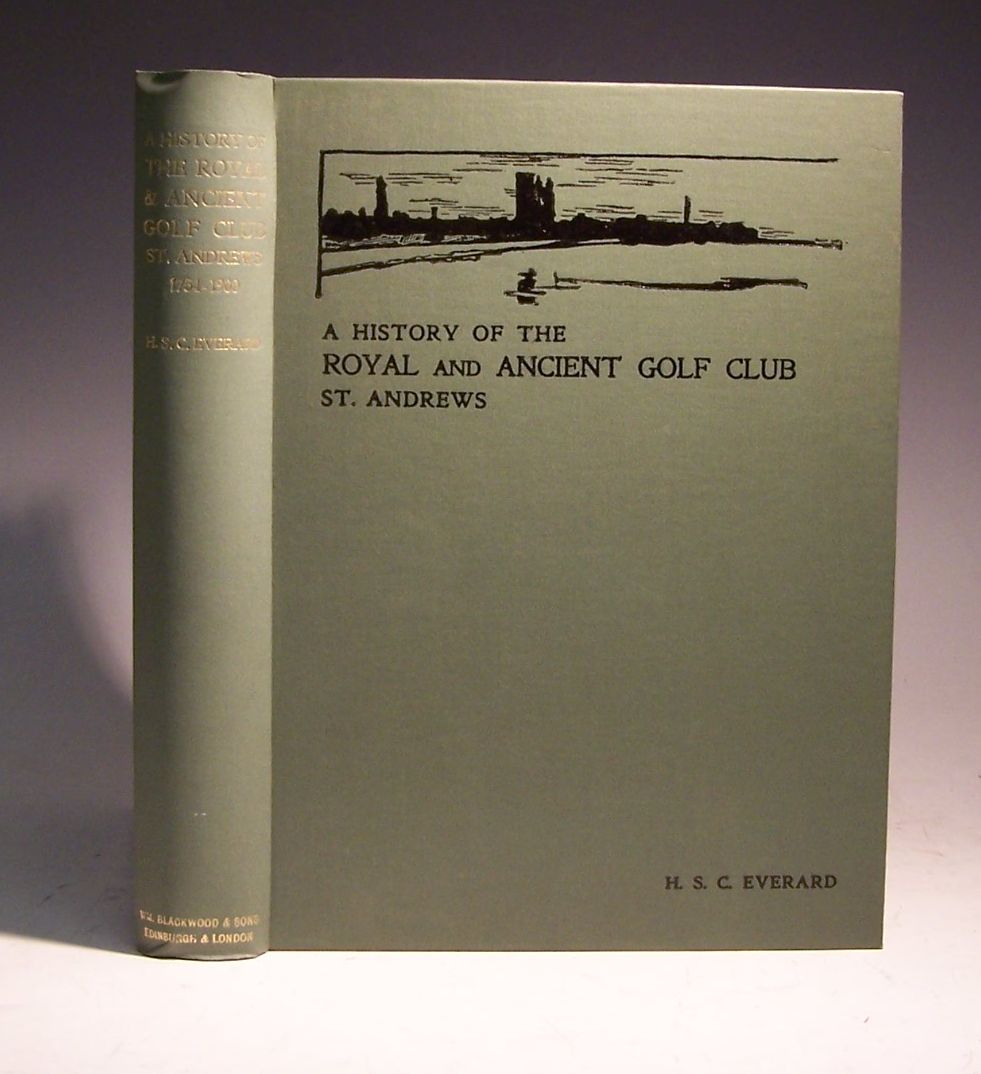 A HISTORY OF
THE ROYAL
& ANCIENT
GOLF CLUB
ST. ANDREWS
1754-1900
H. S. C. EVERARD
WM. BLACKWOOD & SONS
EDINBURGH & LONDON
A HISTORY OF THE
ROYAL AND ANCIENT GOLF CLUB
ST. ANDREWS
H. S. C. EVERARD